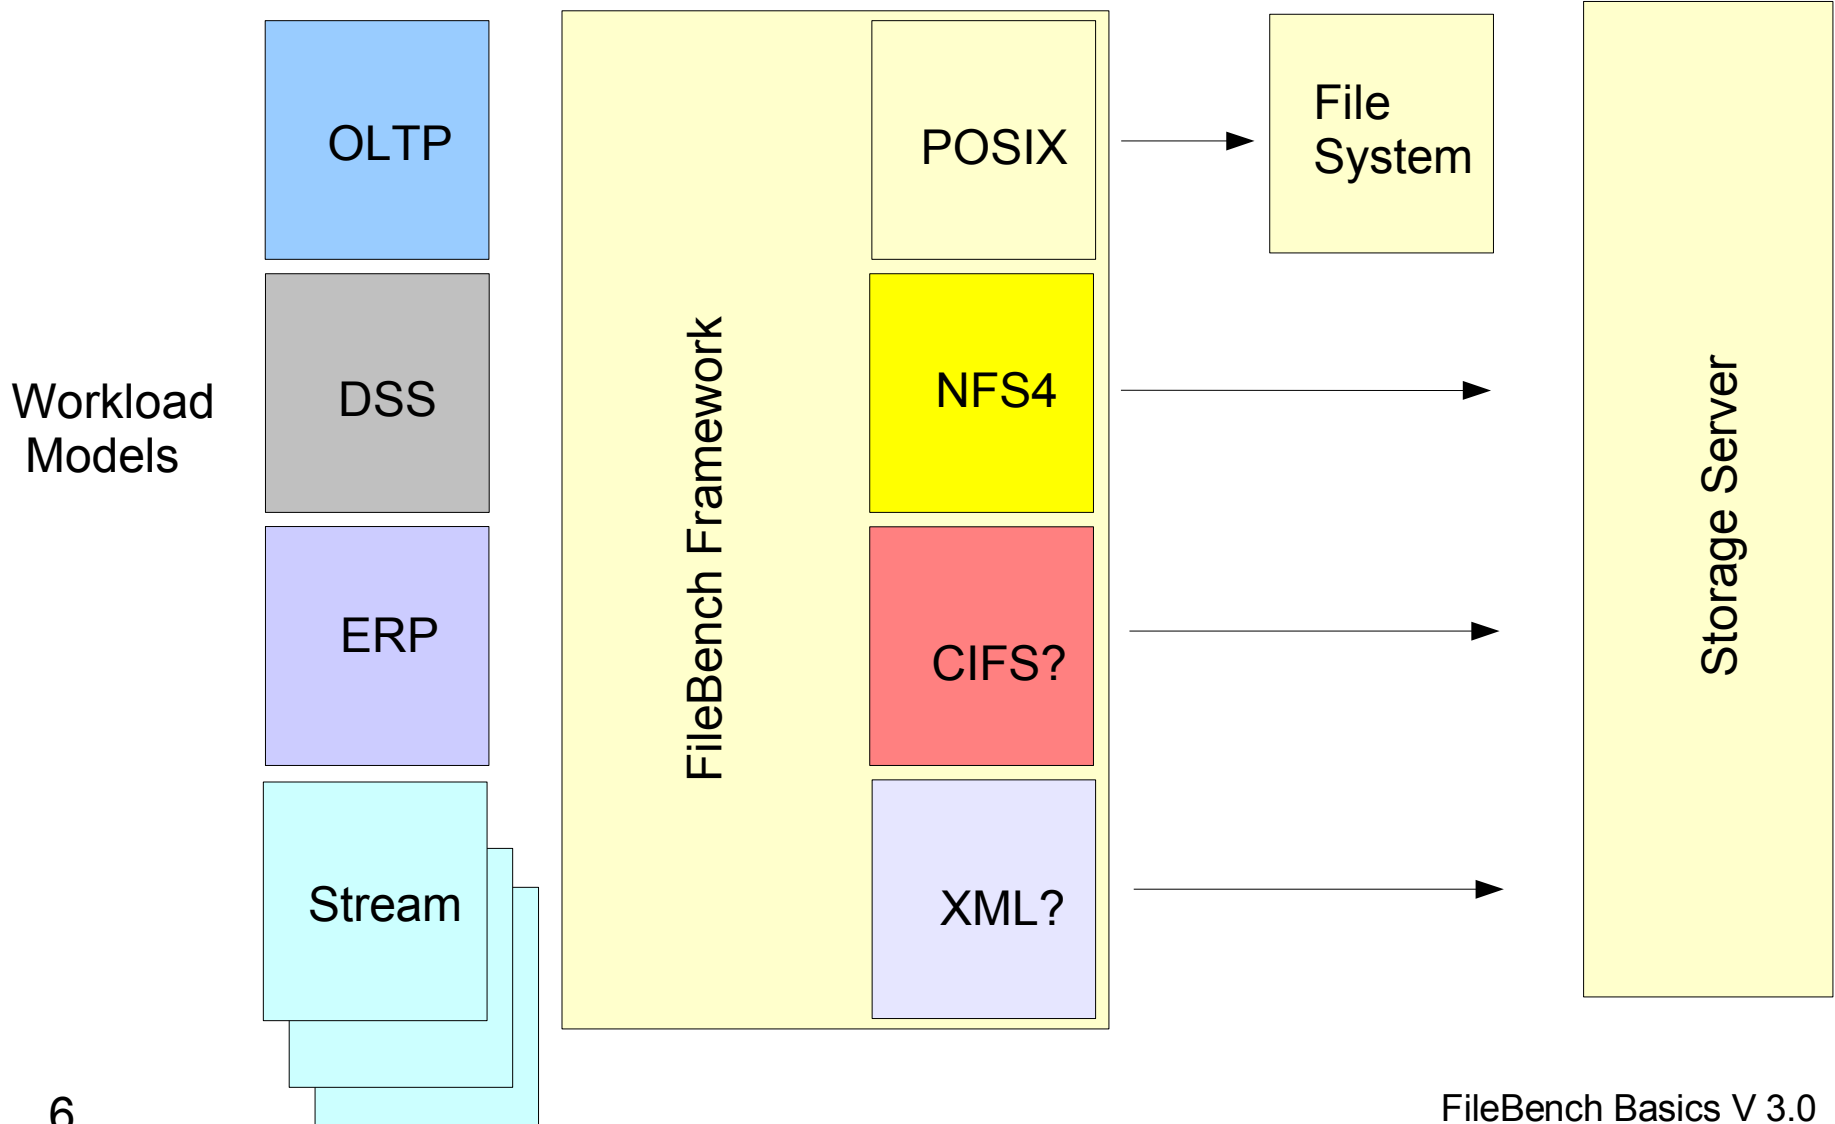 Workload
Models
OLTP
DSS
ERP
Stream
FileBench Framework
POSIX
NFS4
CIFS?
XML?
File
System
Storage Server
6
FileBench Basics V 3.0